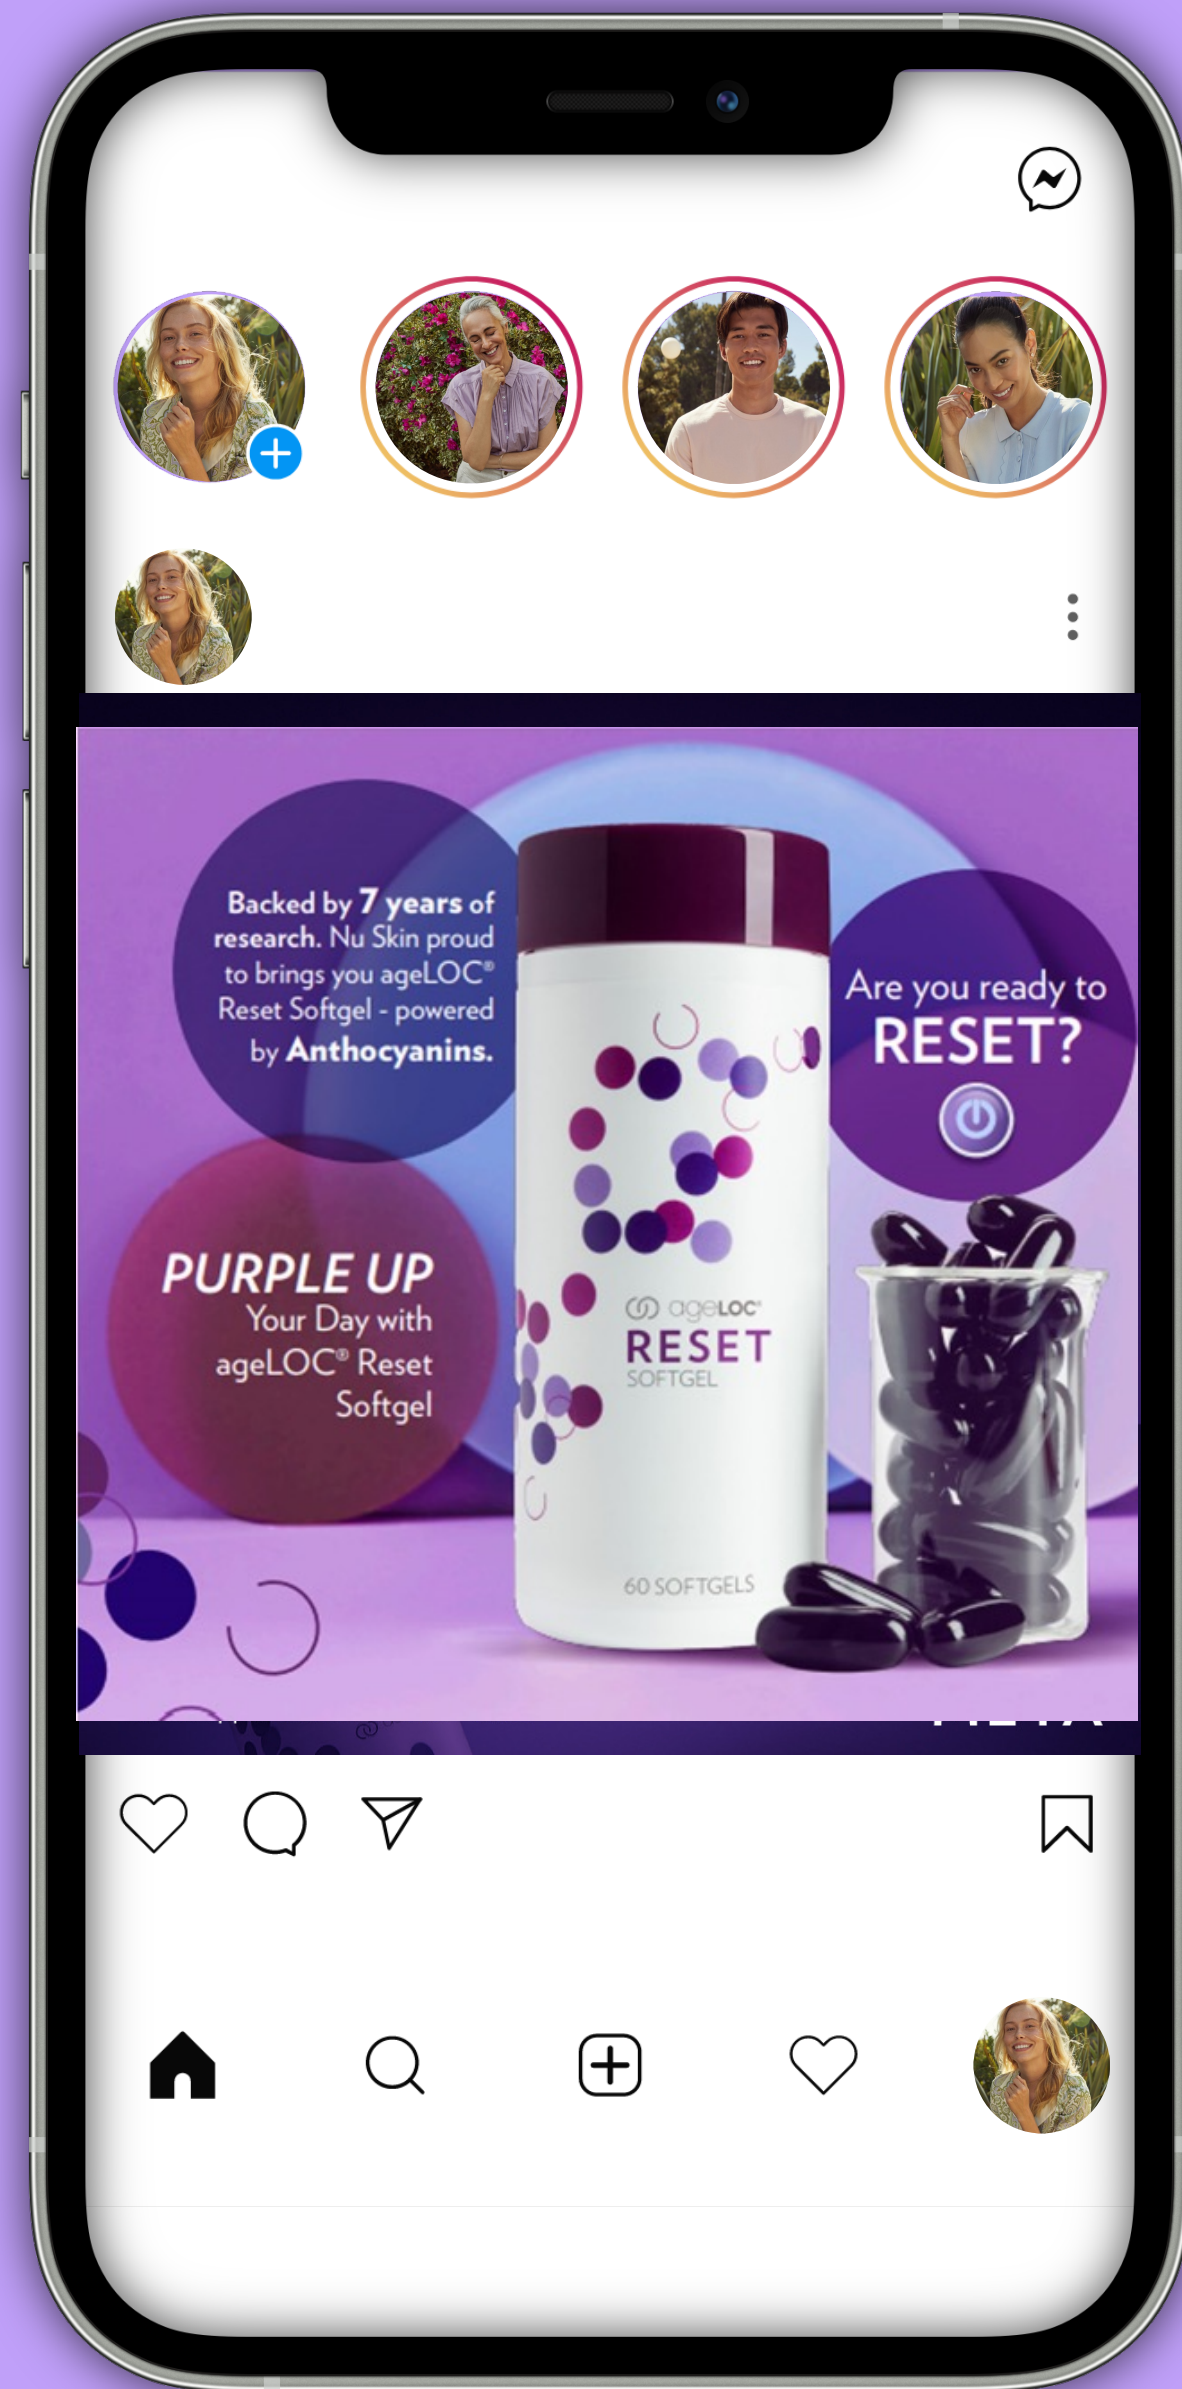 Backed by 7 years of
research. Nu Skin proud
to brings you ageLOC®
Reset Softgel - powered
by Anthocyanins.
Are you ready to
RESET?
PURPLE UP
Your Day with
ageLOC® Reset
Softgel
ageLOC®
RESET
SOFTGEL
60 SOFTGELS